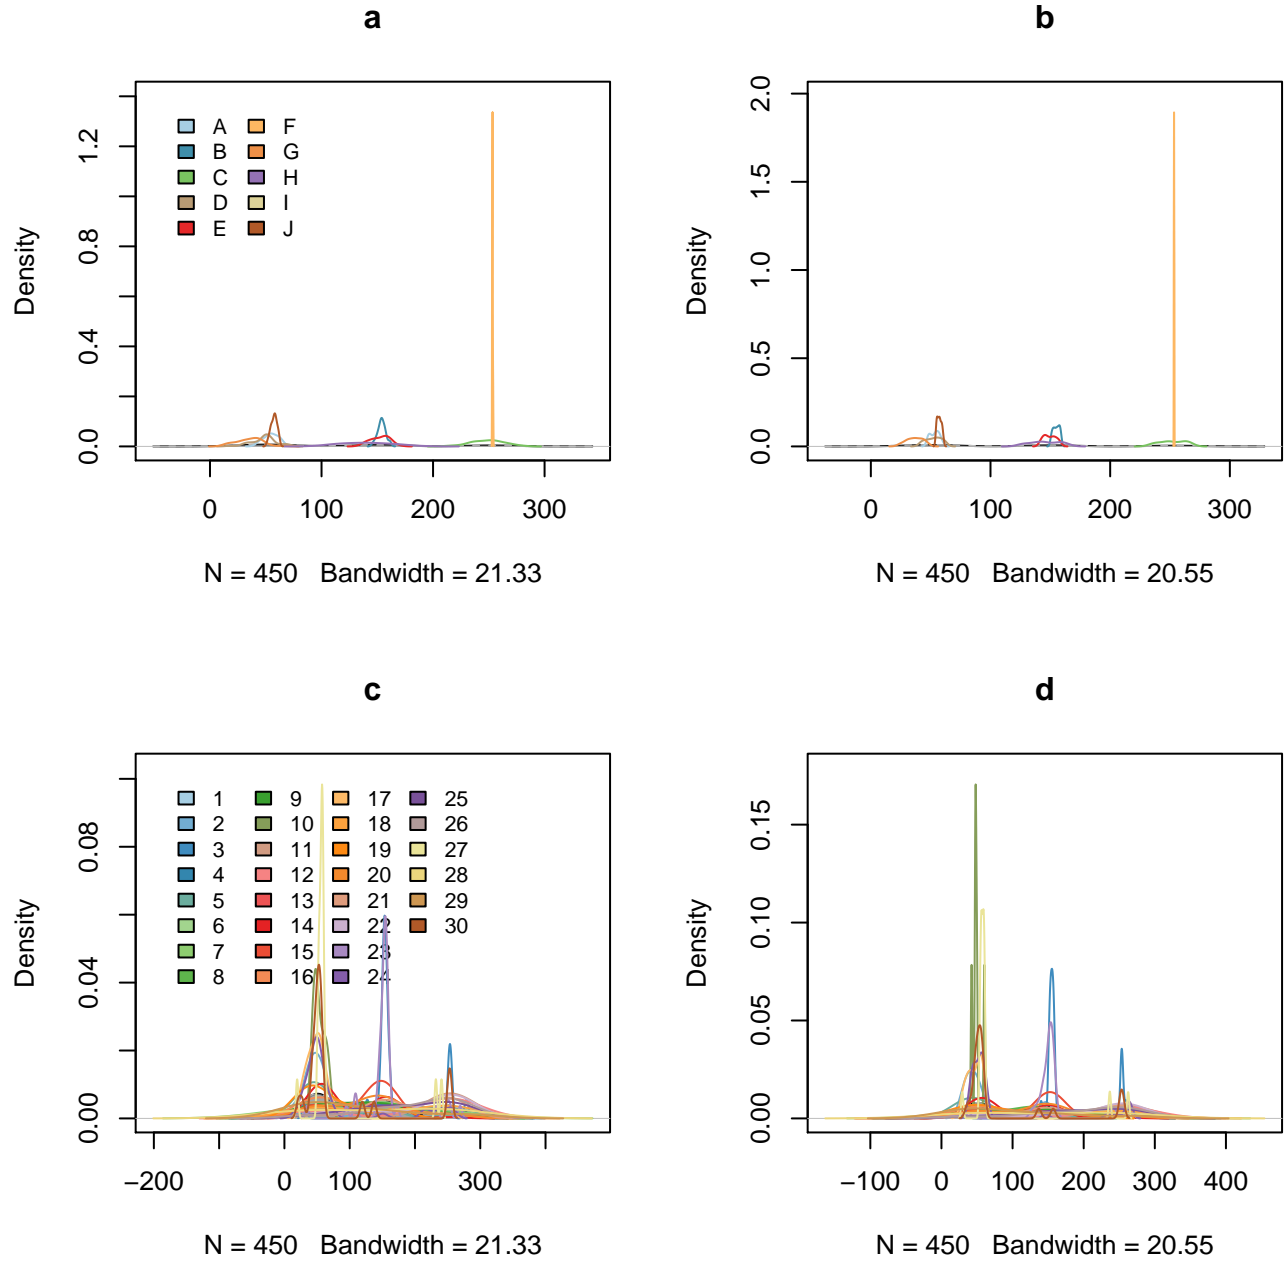 a
Density
0.0 0.4 0.8 1.2
A F
B G
C H
D I
E J
0 100 200 300
N = 450 Bandwidth = 21.33
b
Density
0.0 0.5 1.0 1.5 2.0
0 100 200 300
N = 450 Bandwidth = 20.55
c
Density
0.00 0.04 0.08
1 9 17 25
2 10 18 26
3 11 19 27
4 12 20 28
5 13 21 29
6 14 22 30
7 15 23
8 16 24
−200 0 100 300
N = 450 Bandwidth = 21.33
d
Density
0.00 0.05 0.10 0.15
−100 0 100 200 300 400
N = 450 Bandwidth = 20.55